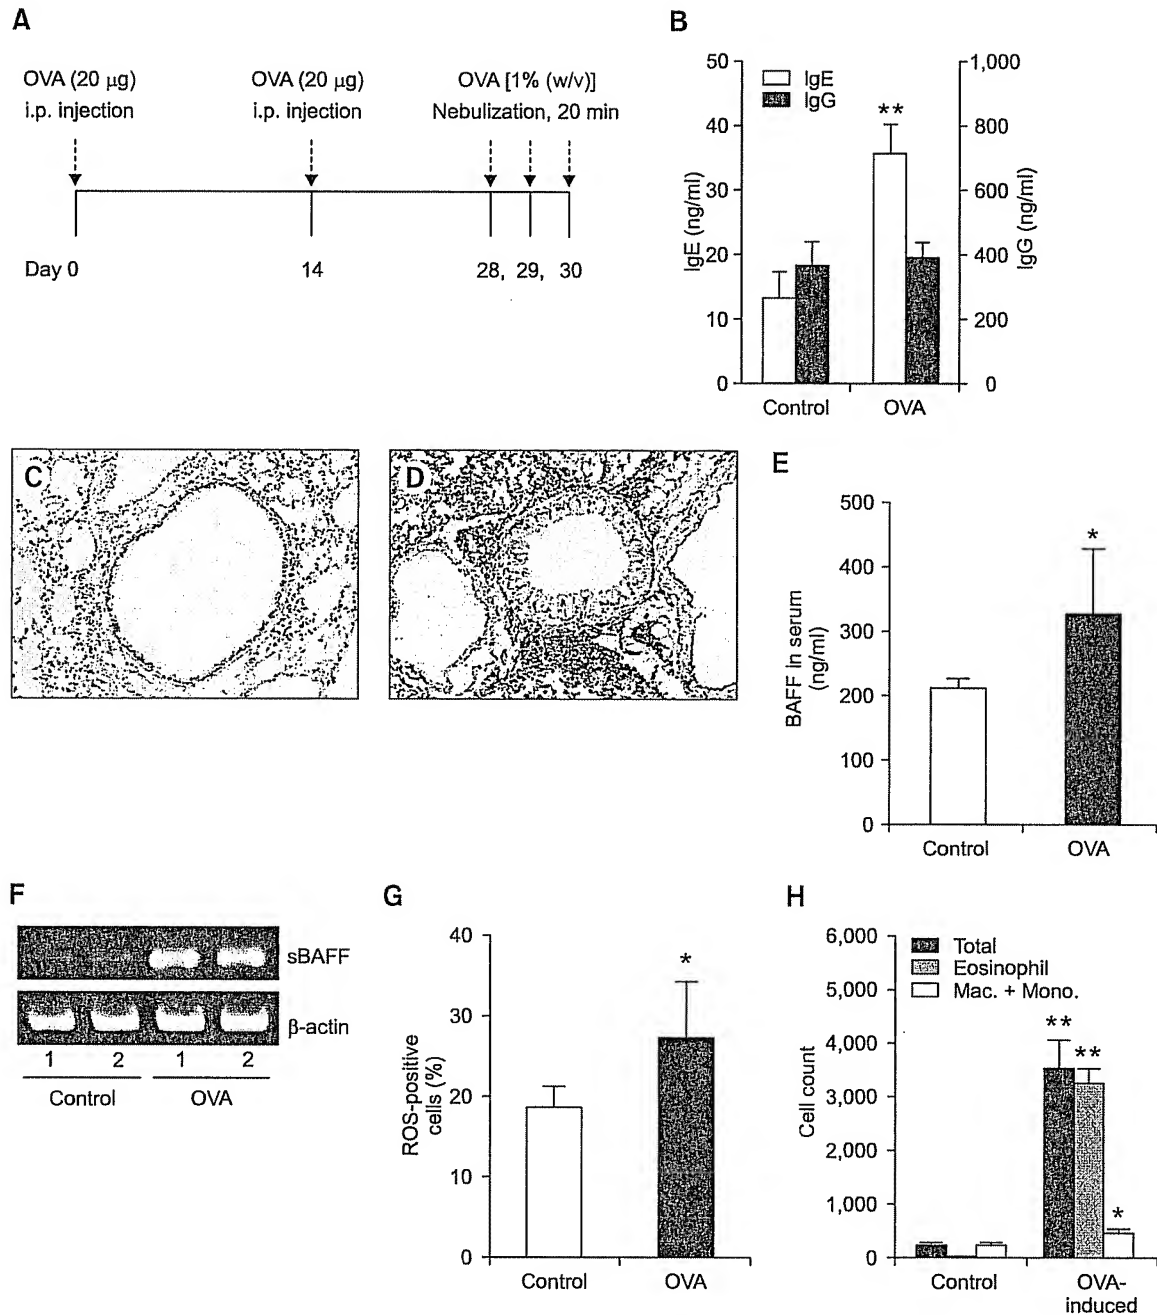 A
OVA (20 µg)
i.p. injection
OVA (20 µg)
i.p. injection
OVA [1% (w/v)]
Nebulization, 20 min
Day 0
14
28, 29, 30
B
IgE
IgG
**
50
40
30
20
10
0
IgE (ng/ml)
1,000
800
600
400
200
0
IgG (ng/ml)
Control
OVA
C
D
E
500
400
300
200
100
0
BAFF in serum
(ng/ml)
*
Control
OVA
F
sBAFF
β-actin
1 2 1 2
Control
OVA
G
40
30
20
10
0
ROS-positive
cells (%)
*
Control
OVA
H
6,000
5,000
4,000
3,000
2,000
1,000
0
Cell count
Total
Eosinophil
Mac. + Mono.
**
**
*
Control
OVA-
induced